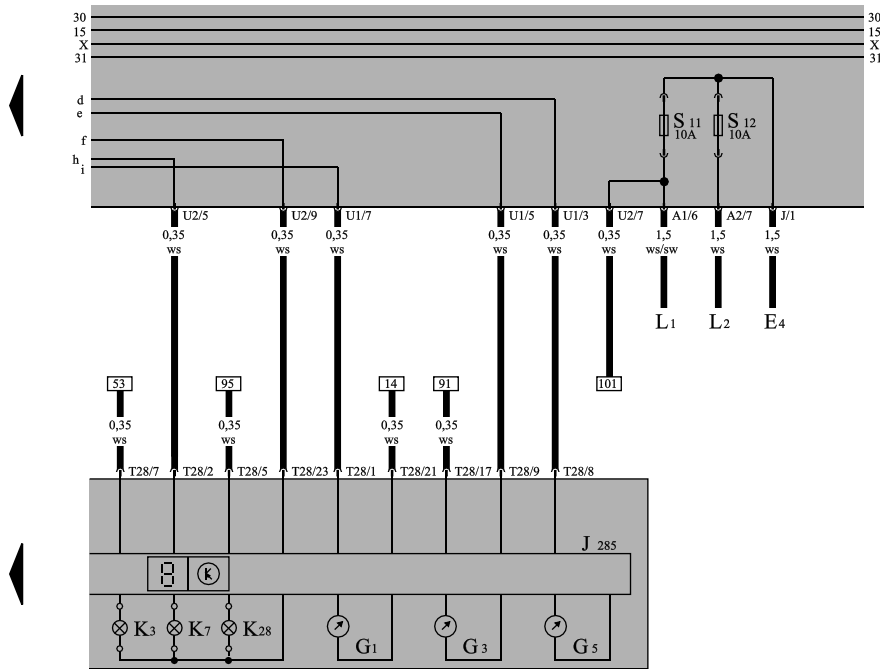 30 30
15 15
X X
31 31
d
e
f
h
i
S 11 S 12
10A 10A
U2/5 U2/9 U1/7 U1/5 U1/3 U2/7 A1/6 A2/7 J/1
0,35 0,35 0,35 0,35 0,35 0,35 1,5 1,5 1,5
ws ws ws ws ws ws ws/sw ws ws
L1 L2 E4
53 95 14 91 101
0,35 0,35 0,35 0,35
ws ws ws ws
T28/7 T28/2 T28/5 T28/23 T28/1 T28/21 T28/17 T28/9 T28/8
J 285
8 K
K3 K7 K28 G1 G3 G5